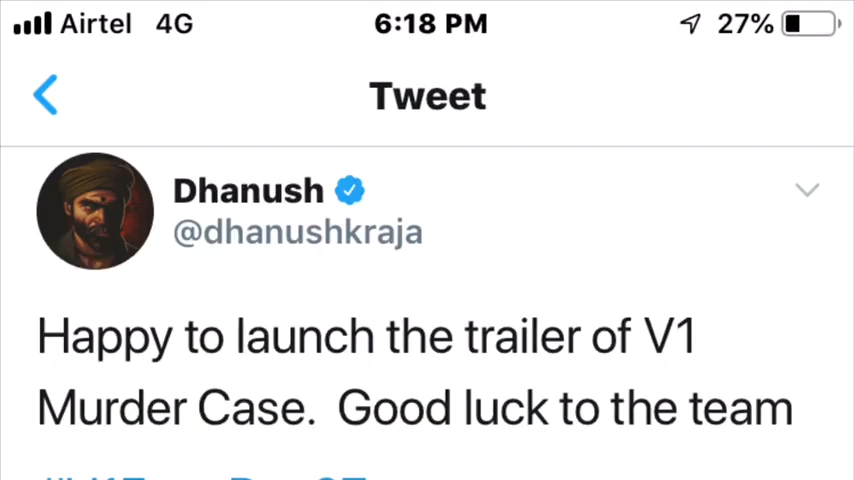 Airtel 4G 6:18 PM 27%
Tweet
Dhanush
@dhanushkraja
Happy to launch the trailer of V1
Murder Case. Good luck to the team